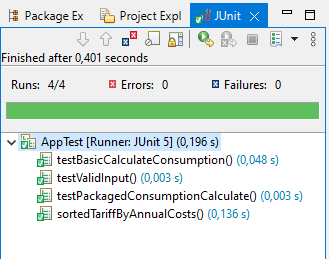 Package Ex Project Expl JUnit
Finished after 0,401 seconds
Runs: 4/4 Errors: 0 Failures: 0
AppTest [Runner: JUnit 5] (0,196 s)
testBasicCalculateConsumption() (0,048 s)
testValidInput() (0,003 s)
testPackagedConsumptionCalculate() (0,003 s)
sortedTariffByAnnualCosts() (0,136 s)